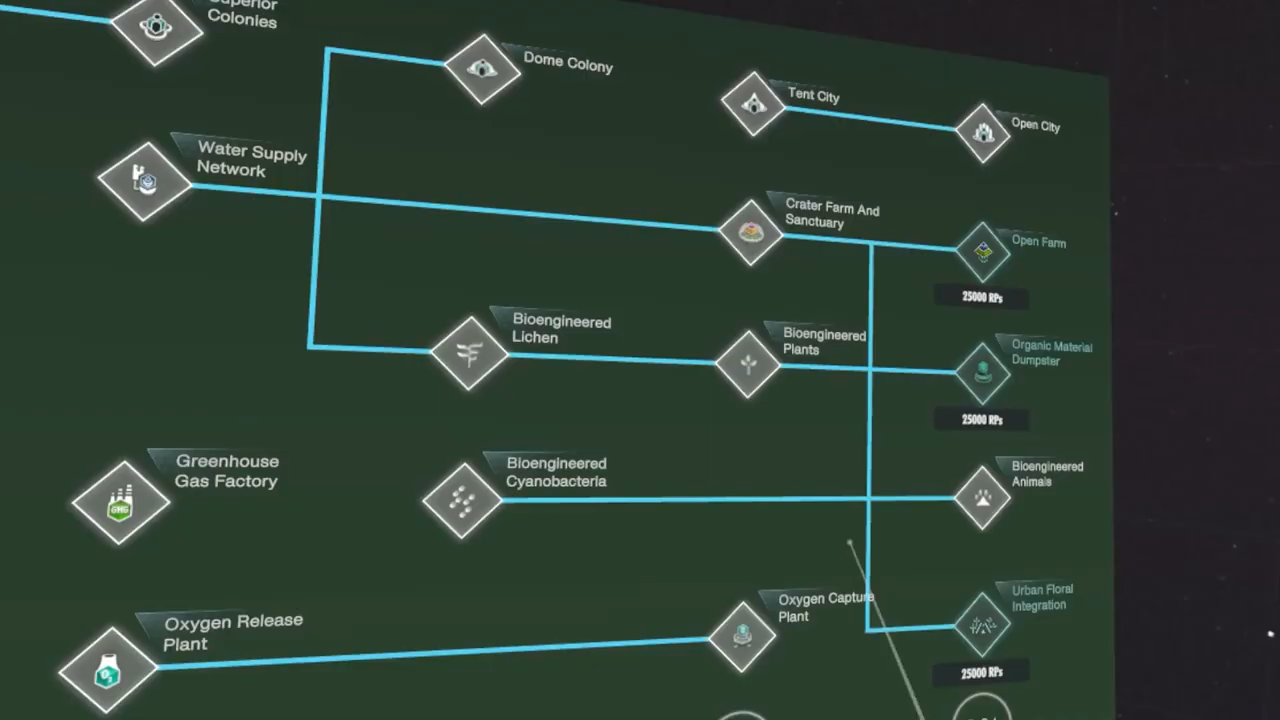 Superior
Colonies
Dome Colony
Tent City
Open City
Water Supply
Network
Crater Farm And
Sanctuary
Open Farm
25000 RPs
Bioengineered
Lichen
Bioengineered
Plants
Organic Material
Dumpster
25000 RPs
Greenhouse
Gas Factory
GHG
Bioengineered
Cyanobacteria
Bioengineered
Animals
Oxygen Release
Plant
Oxygen Capture
Plant
Urban Floral
Integration
25000 RPs